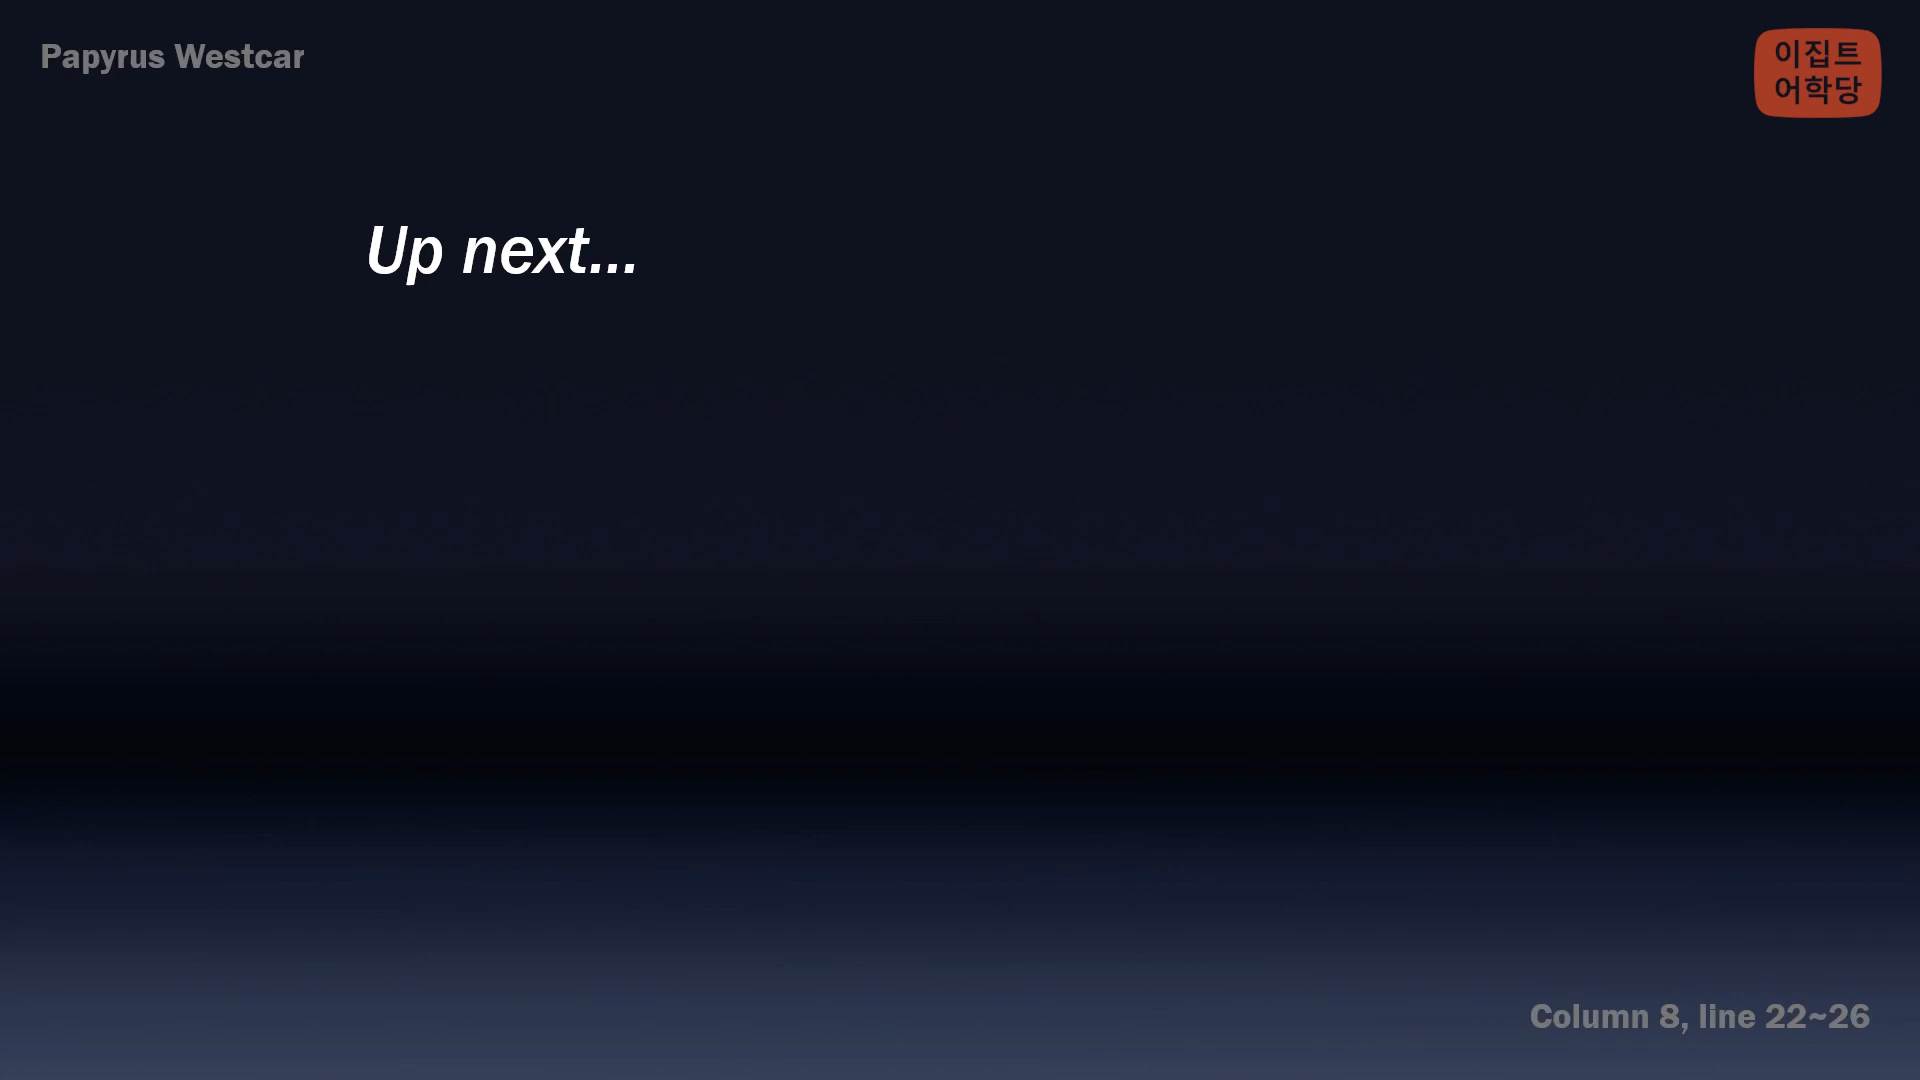 Papyrus Westcar
이집트
어학당
Up next...
Column 8, line 22~26